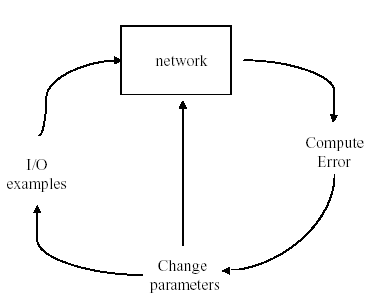 network
Compute
Error
I/O
examples
Change
parameters